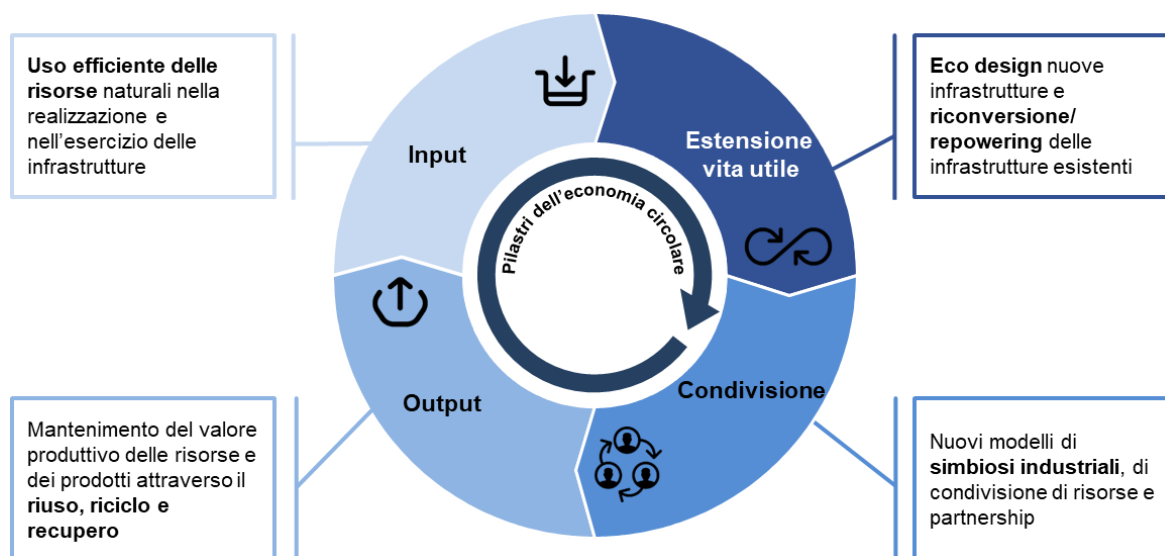 Uso efficiente delle
risorse naturali nella
realizzazione e
nell'esercizio delle
infrastrutture
Input
Estensione
vita utile
Eco design nuove
infrastrutture e
riconversione/
repowering delle
infrastrutture esistenti
Pilastri dell'economia circolare
Output
Condivisione
Mantenimento del valore
produttivo delle risorse e
dei prodotti attraverso il
riuso, riciclo e
recupero
Nuovi modelli di
simbiosi industriali, di
condivisione di risorse e
partnership